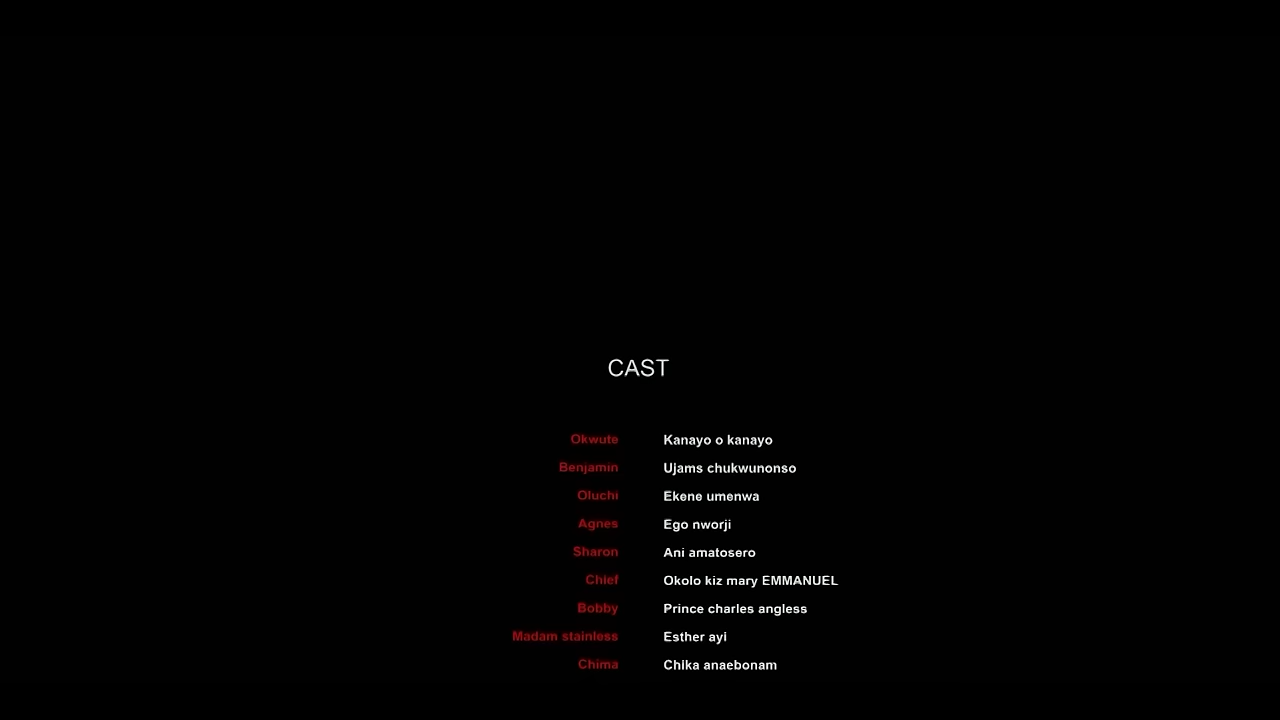 CAST
Okwute Kanayo o kanayo
Benjamin Ujams chukwunonso
Oluchi Ekene umenwa
Agnes Ego nworji
Sharon Ani amatosero
Chief Okolo kiz mary EMMANUEL
Bobby Prince charles angless
Madam stainless Esther ayi
Chima Chika anaebonam